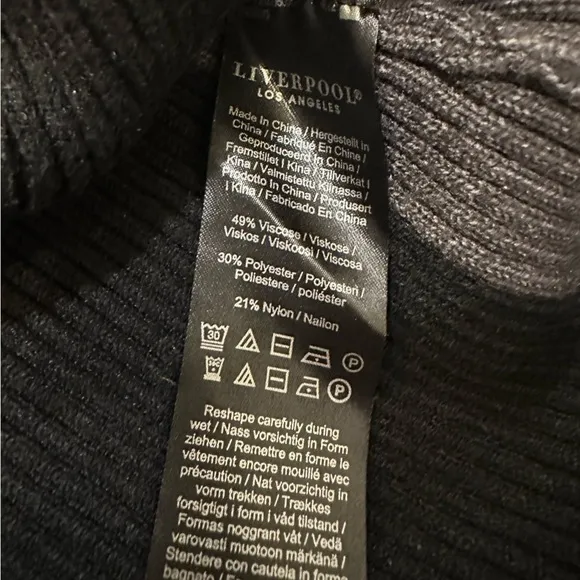 LIVERPOOL®
LOS ANGELES
Made In China / Hergestellt In
China / Fabriqué En Chine /
Geproduceerd In China /
Fremstillet I Kina / Tillverkat I
Kina / Valmistettu Kiinassa /
Prodotto In China / Produsert
I Kina / Fabricado En China
49% Viscose / Viskose /
Viskos / Viskoosi / Viscosa
30% Polyester / Polyesteri /
Poliestere / poliéster
21% Nylon / Nailon
30 P
P
Reshape carefully during
wet / Nass vorsichtig in Form
ziehen / Remettre en forme le
vêtement encore mouillé avec
précaution / Nat voorzichtig in
vorm trekken / Trækkes
forsigtigt i form i våd tilstand /
Formas noggrant våt / Vedä
varovasti muotoon märkänä /
Stendere con cautela in forma
bagnato /